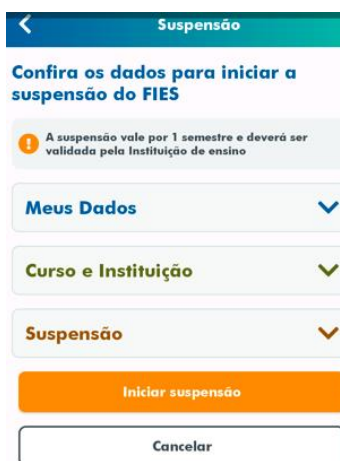 Suspensão
Confira os dados para iniciar a
suspensão do FIES
A suspensão vale por 1 semestre e deverá ser
validada pela Instituição de ensino
Meus Dados
Curso e Instituição
Suspensão
Iniciar suspensão
Cancelar